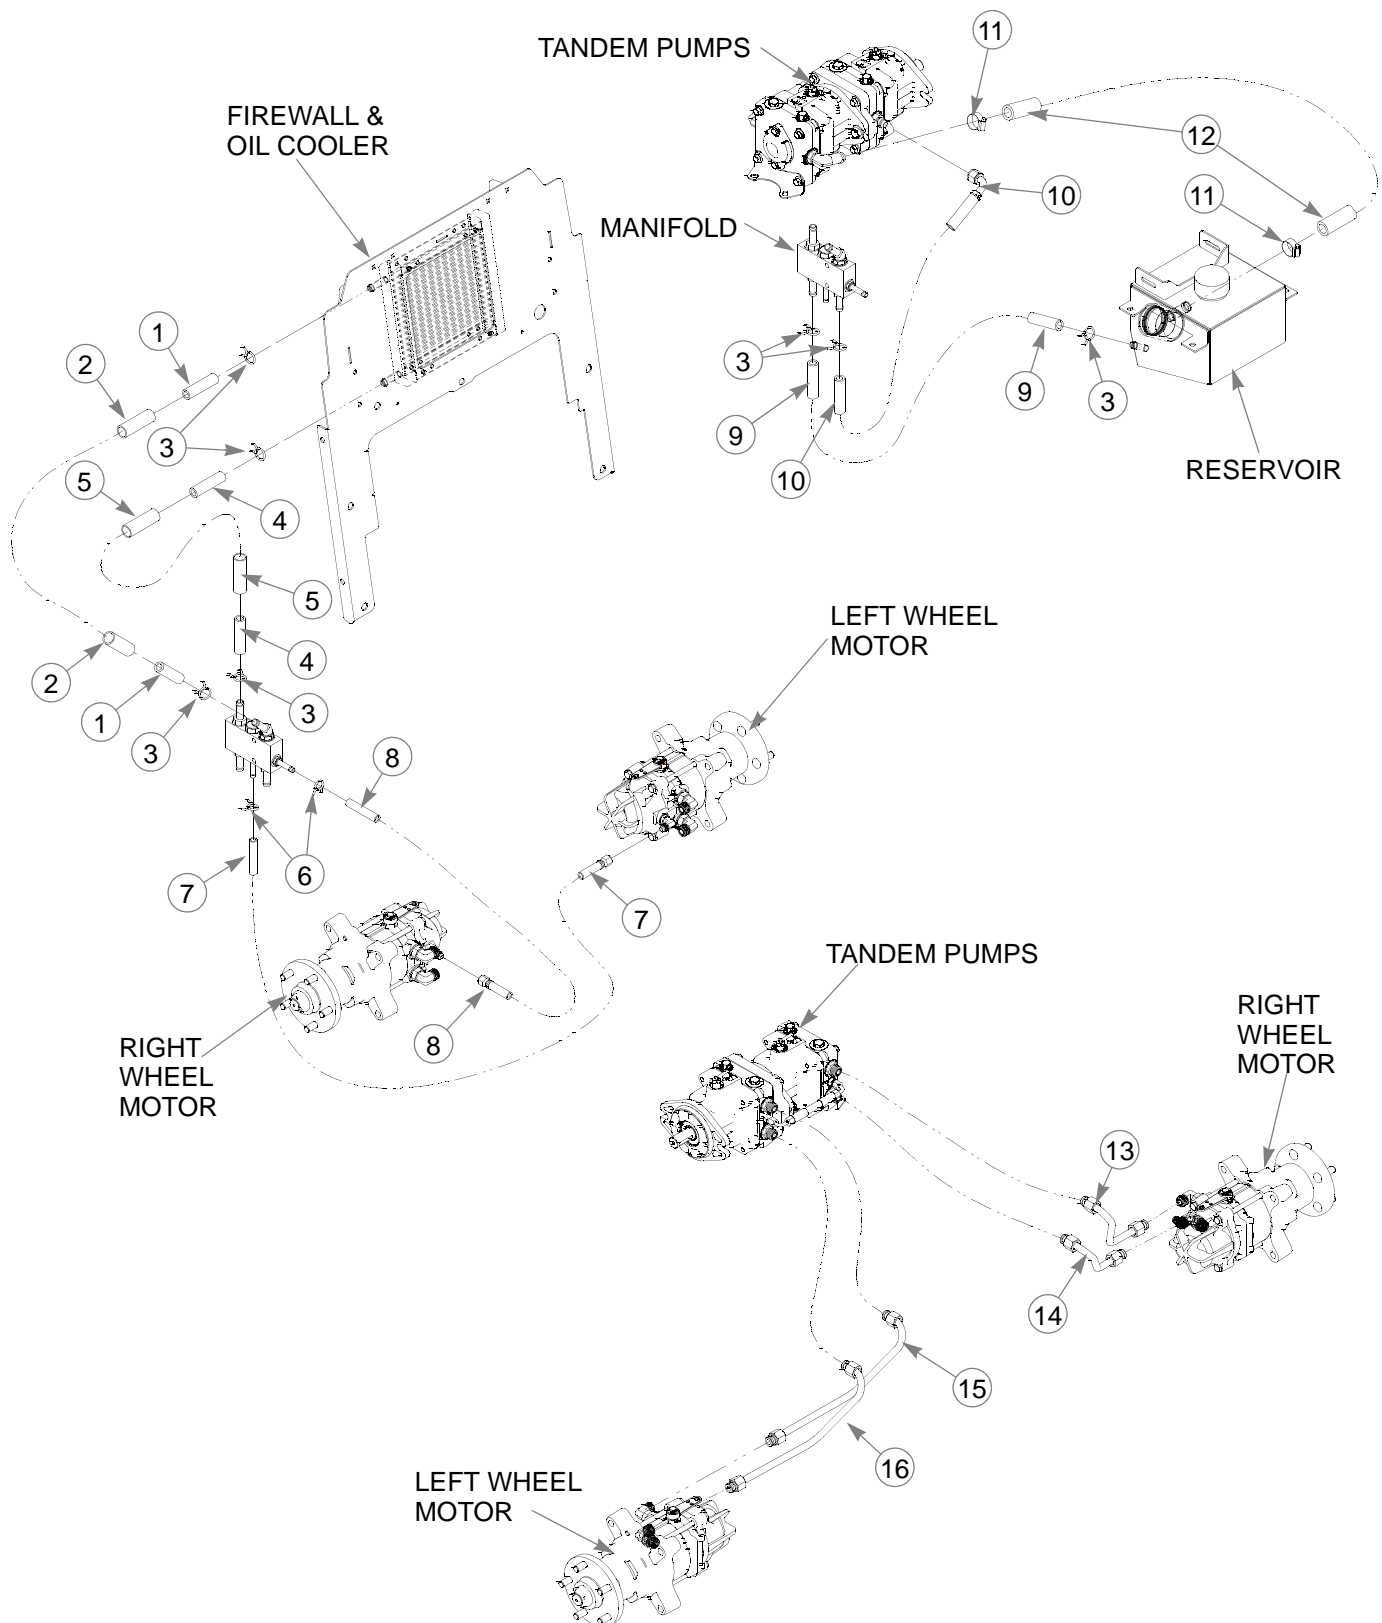 11
TANDEM PUMPS
FIREWALL &
OIL COOLER
12
10
11
MANIFOLD
1
2
3
9
3
3
9
10
RESERVOIR
5
4
5
LEFT WHEEL
MOTOR
4
2
3
1
3
8
6
7
7
TANDEM PUMPS
8
RIGHT
WHEEL
MOTOR
RIGHT
WHEEL
MOTOR
13
14
15
16
LEFT WHEEL
MOTOR